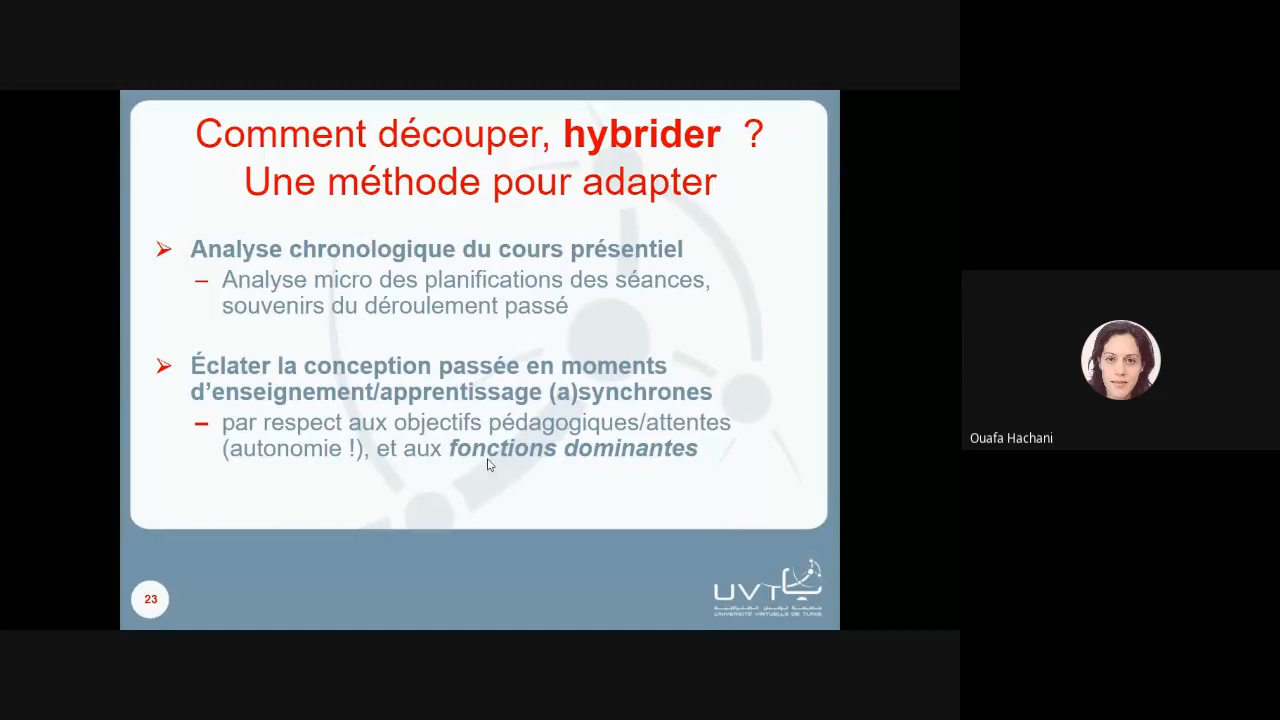 Comment découper, hybrider ?
Une méthode pour adapter
➢ Analyse chronologique du cours présentiel
– Analyse micro des planifications des séances,
souvenirs du déroulement passé
➢ Éclater la conception passée en moments
d’enseignement/apprentissage (a)synchrones
– par respect aux objectifs pédagogiques/attentes
(autonomie !), et aux fonctions dominantes
23
UVT
UNIVERSITÉ VIRTUELLE DE TUNIS
Ouafa Hachani